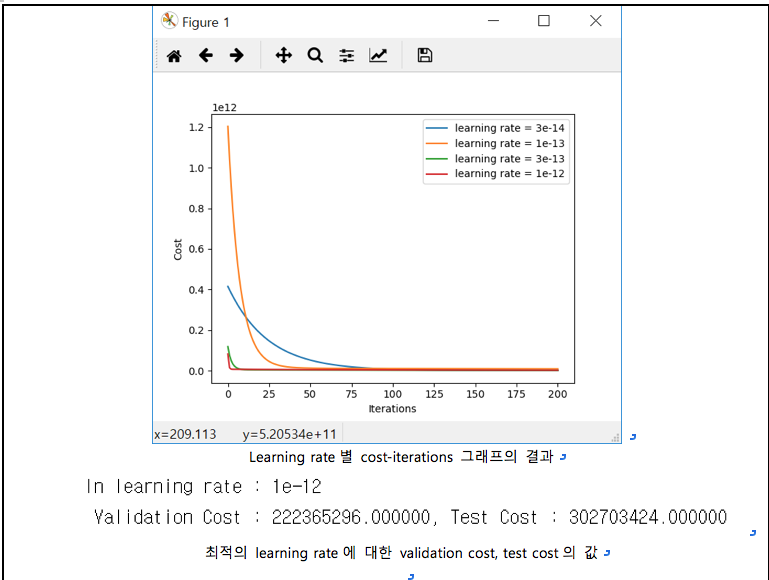 Figure 1
1e12
1.2
1.0
0.8
0.6
0.4
0.2
0.0
Cost
learning rate = 3e-14
learning rate = 1e-13
learning rate = 3e-13
learning rate = 1e-12
0 25 50 75 100 125 150 175 200
Iterations
x=209.113 y=5.20534e+11
Learning rate 별 cost-iterations 그래프의 결과
In learning rate : 1e-12
Validation Cost : 222365296.000000, Test Cost : 302703424.000000
최적의 learning rate 에 대한 validation cost, test cost 의 값